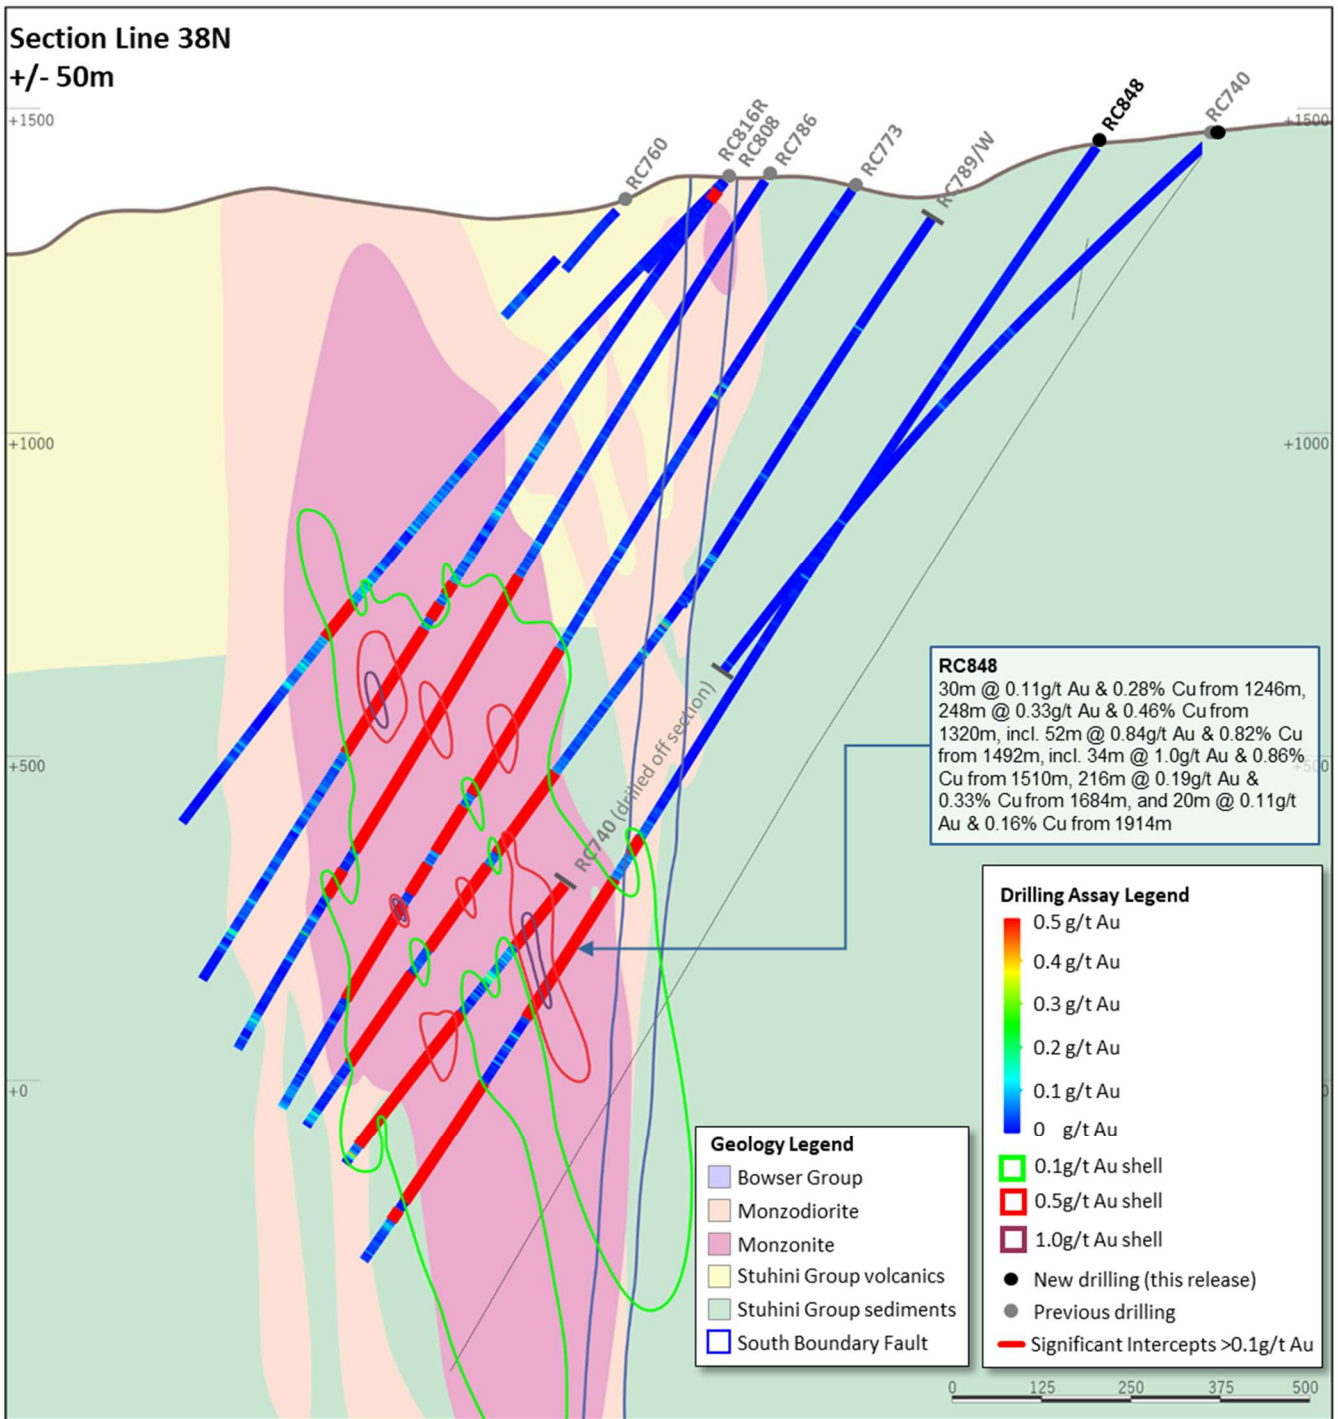 Section Line 38N
+/- 50m
+1500
+1500
RC760
RC816R
RC808
RC786
RC773
RC789/W
RC848
RC740
+1000
+1000
+500
+500
+0
0
RC740 (drilled off section)
RC848
30m @ 0.11g/t Au & 0.28% Cu from 1246m,
248m @ 0.33g/t Au & 0.46% Cu from
1320m, incl. 52m @ 0.84g/t Au & 0.82% Cu
from 1492m, incl. 34m @ 1.0g/t Au & 0.86%
Cu from 1510m, 216m @ 0.19g/t Au &
0.33% Cu from 1684m, and 20m @ 0.11g/t
Au & 0.16% Cu from 1914m
Drilling Assay Legend
0.5 g/t Au
0.4 g/t Au
0.3 g/t Au
0.2 g/t Au
0.1 g/t Au
0 g/t Au
0.1g/t Au shell
0.5g/t Au shell
1.0g/t Au shell
New drilling (this release)
Previous drilling
Significant Intercepts >0.1g/t Au
Geology Legend
Bowser Group
Monzodiorite
Monzonite
Stuhini Group volcanics
Stuhini Group sediments
South Boundary Fault
0 125 250 375 500